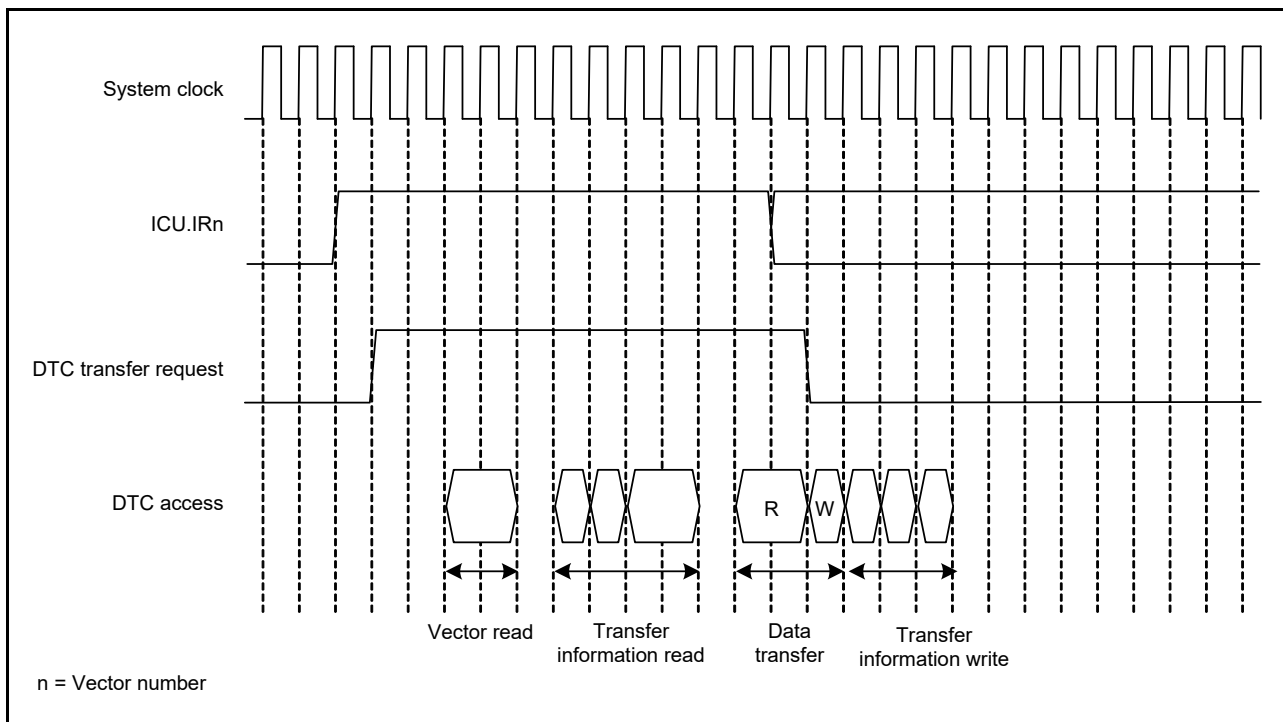 System clock
ICU.IRn
DTC transfer request
DTC access
R
W
Vector read
Transfer
information read
Data
transfer
Transfer
information write
n = Vector number